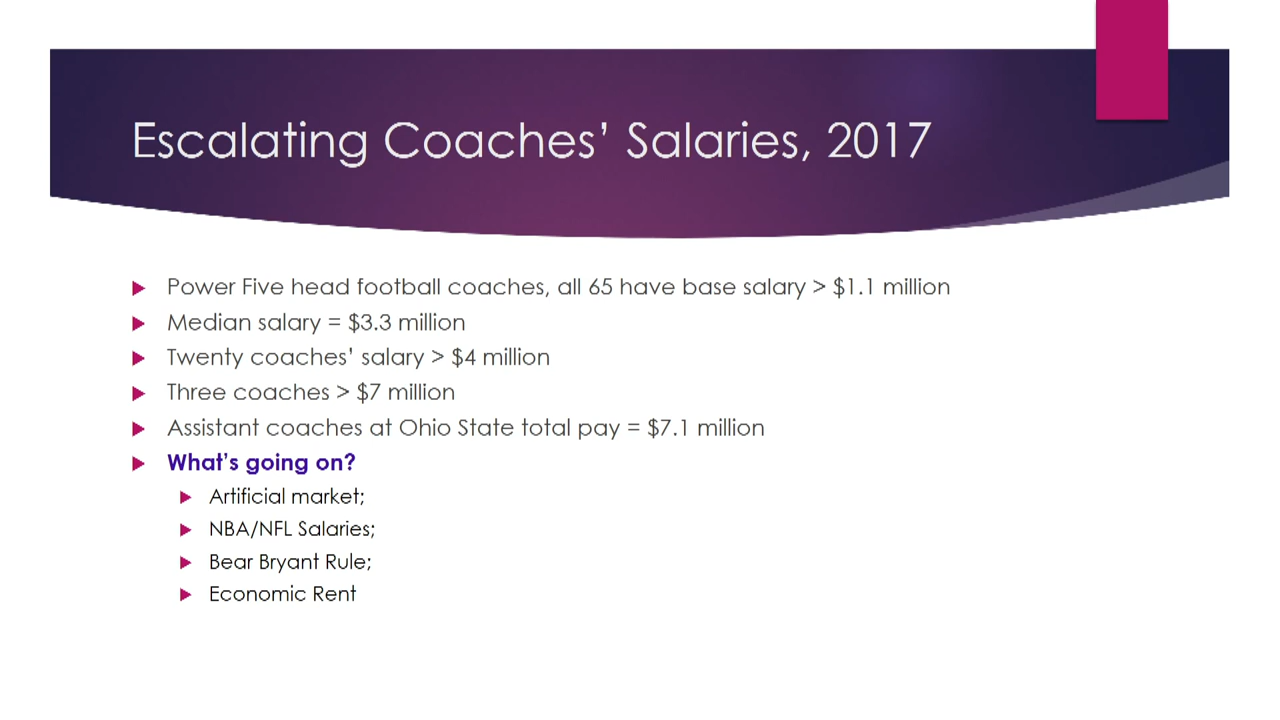 Escalating Coaches’ Salaries, 2017
Power Five head football coaches, all 65 have base salary > $1.1 million
Median salary = $3.3 million
Twenty coaches’ salary > $4 million
Three coaches > $7 million
Assistant coaches at Ohio State total pay = $7.1 million
What’s going on?
Artificial market;
NBA/NFL Salaries;
Bear Bryant Rule;
Economic Rent